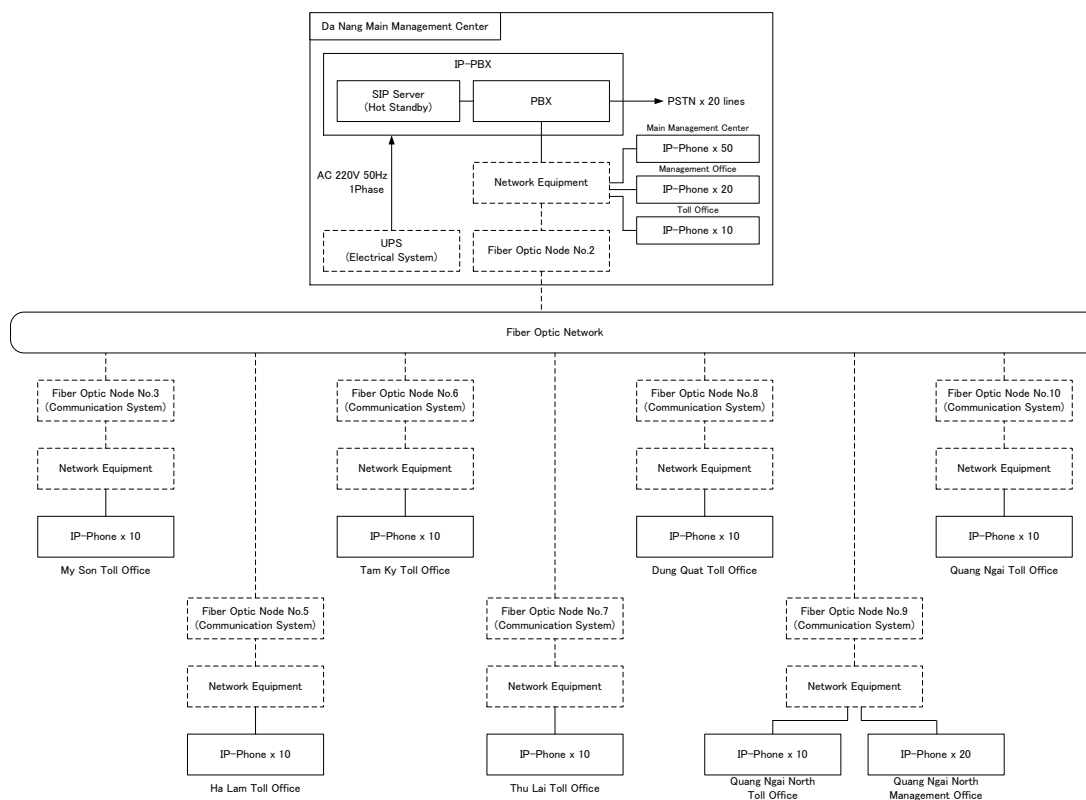 Da Nang Main Management Center
IP-PBX
SIP Server
(Hot Standby)
PBX
PSTN x 20 lines
Main Management Center
IP-Phone x 50
AC 220V 50Hz
1Phase
Network Equipment
Management Office
IP-Phone x 20
Toll Office
IP-Phone x 10
UPS
(Electrical System)
Fiber Optic Node No.2
Fiber Optic Network
Fiber Optic Node No.3
(Communication System)
Fiber Optic Node No.6
(Communication System)
Fiber Optic Node No.8
(Communication System)
Fiber Optic Node No.10
(Communication System)
Network Equipment
Network Equipment
Network Equipment
Network Equipment
IP-Phone x 10
IP-Phone x 10
IP-Phone x 10
IP-Phone x 10
My Son Toll Office
Tam Ky Toll Office
Dung Quat Toll Office
Quang Ngai Toll Office
Fiber Optic Node No.5
(Communication System)
Fiber Optic Node No.7
(Communication System)
Fiber Optic Node No.9
(Communication System)
Network Equipment
Network Equipment
Network Equipment
IP-Phone x 10
IP-Phone x 10
IP-Phone x 10
IP-Phone x 20
Ha Lam Toll Office
Thu Lai Toll Office
Quang Ngai North
Toll Office
Quang Ngai North
Management Office